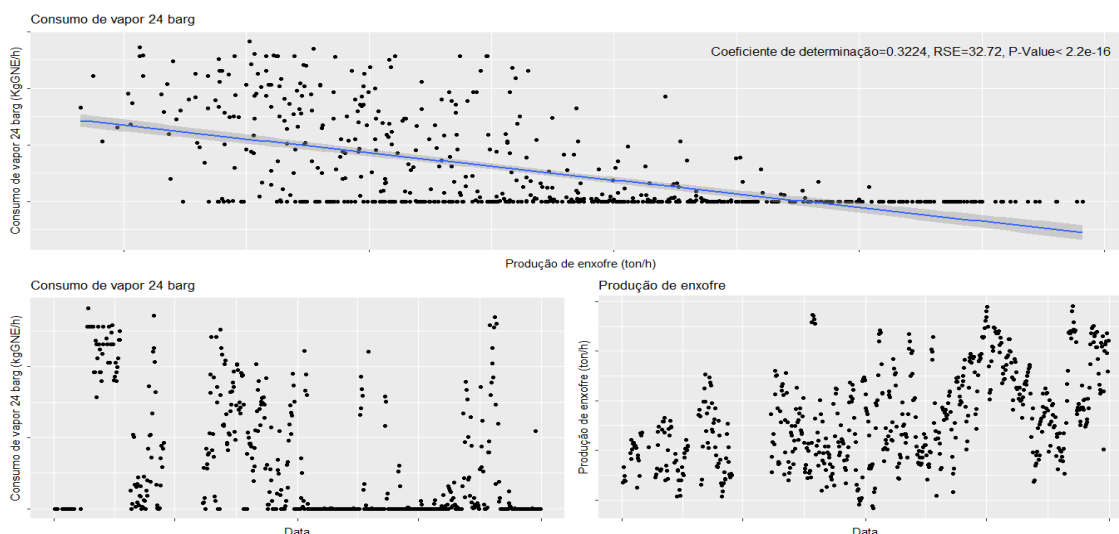 Consumo de vapor 24 barg
Coeficiente de determinação=0.3224, RSE=32.72, P-Value< 2.2e-16
Consumo de vapor 24 barg (KgGNE/h)
Produção de enxofre (ton/h)
Consumo de vapor 24 barg
Consumo de vapor 24 barg (kgGNE/h)
Data
Produção de enxofre
Produção de enxofre (ton/h)
Data